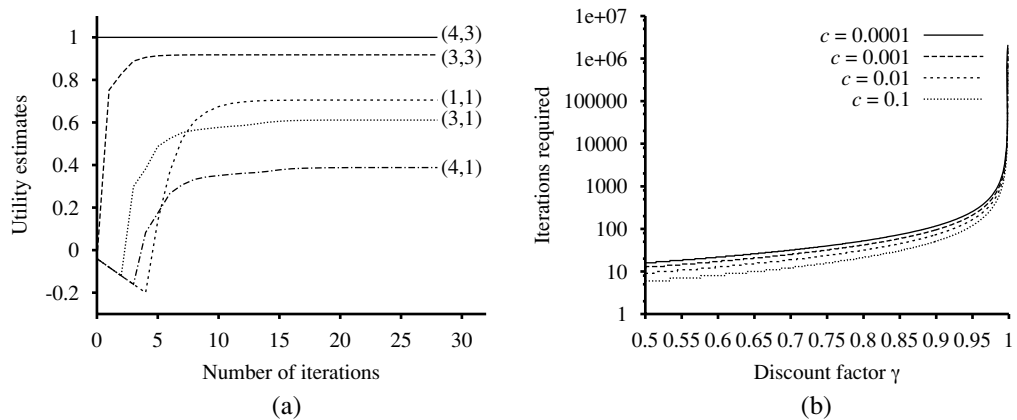 1
0.8
0.6
0.4
0.2
0
-0.2
Utility estimates
(4,3)
(3,3)
(1,1)
(3,1)
(4,1)
0 5 10 15 20 25 30
Number of iterations
(a)
1e+07
1e+06
100000
10000
1000
100
10
1
Iterations required
c = 0.0001
c = 0.001
c = 0.01
c = 0.1
0.5 0.55 0.6 0.65 0.7 0.75 0.8 0.85 0.9 0.95 1
Discount factor γ
(b)